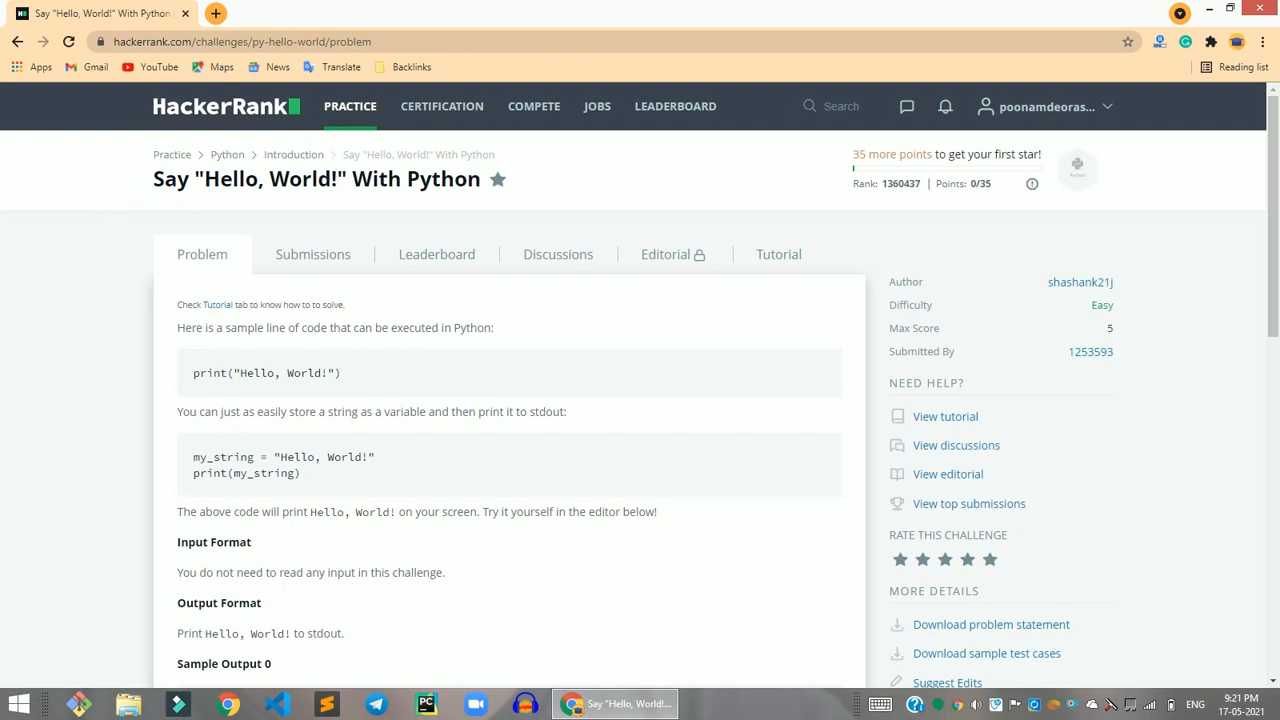 Say "Hello, World!" With Python
hackerrank.com/challenges/py-hello-world/problem
Apps Gmail YouTube Maps News Translate Backlinks Reading list
HackerRank PRACTICE CERTIFICATION COMPETE JOBS LEADERBOARD Search poonamdeoras...
Practice > Python > Introduction > Say "Hello, World!" With Python
35 more points to get your first star!
Say "Hello, World!" With Python
Rank: 1360437 | Points: 0/35
Python
Problem Submissions Leaderboard Discussions Editorial Tutorial
Check Tutorial tab to know how to to solve.
Here is a sample line of code that can be executed in Python:
print("Hello, World!")
You can just as easily store a string as a variable and then print it to stdout:
my_string = "Hello, World!"
print(my_string)
The above code will print Hello, World! on your screen. Try it yourself in the editor below!
Input Format
You do not need to read any input in this challenge.
Output Format
Print Hello, World! to stdout.
Sample Output 0
Author shashank21j
Difficulty Easy
Max Score 5
Submitted By 1253593
NEED HELP?
View tutorial
View discussions
View editorial
View top submissions
RATE THIS CHALLENGE
MORE DETAILS
Download problem statement
Download sample test cases
Suggest Edits
Say "Hello, World!...
ENG
9:21 PM
17-05-2021